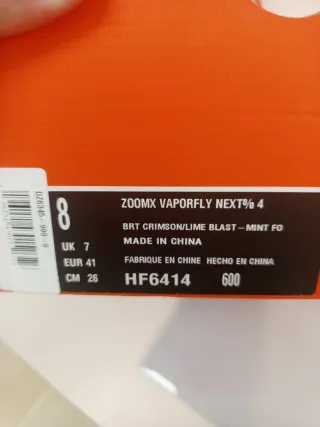 8
ZOOMX VAPORFLY NEXT% 4
BRT CRIMSON/LIME BLAST – MINT FO
UK 7
MADE IN CHINA
EUR 41
FABRIQUE EN CHINE HECHO EN CHINA
CM 26
HF6414 600